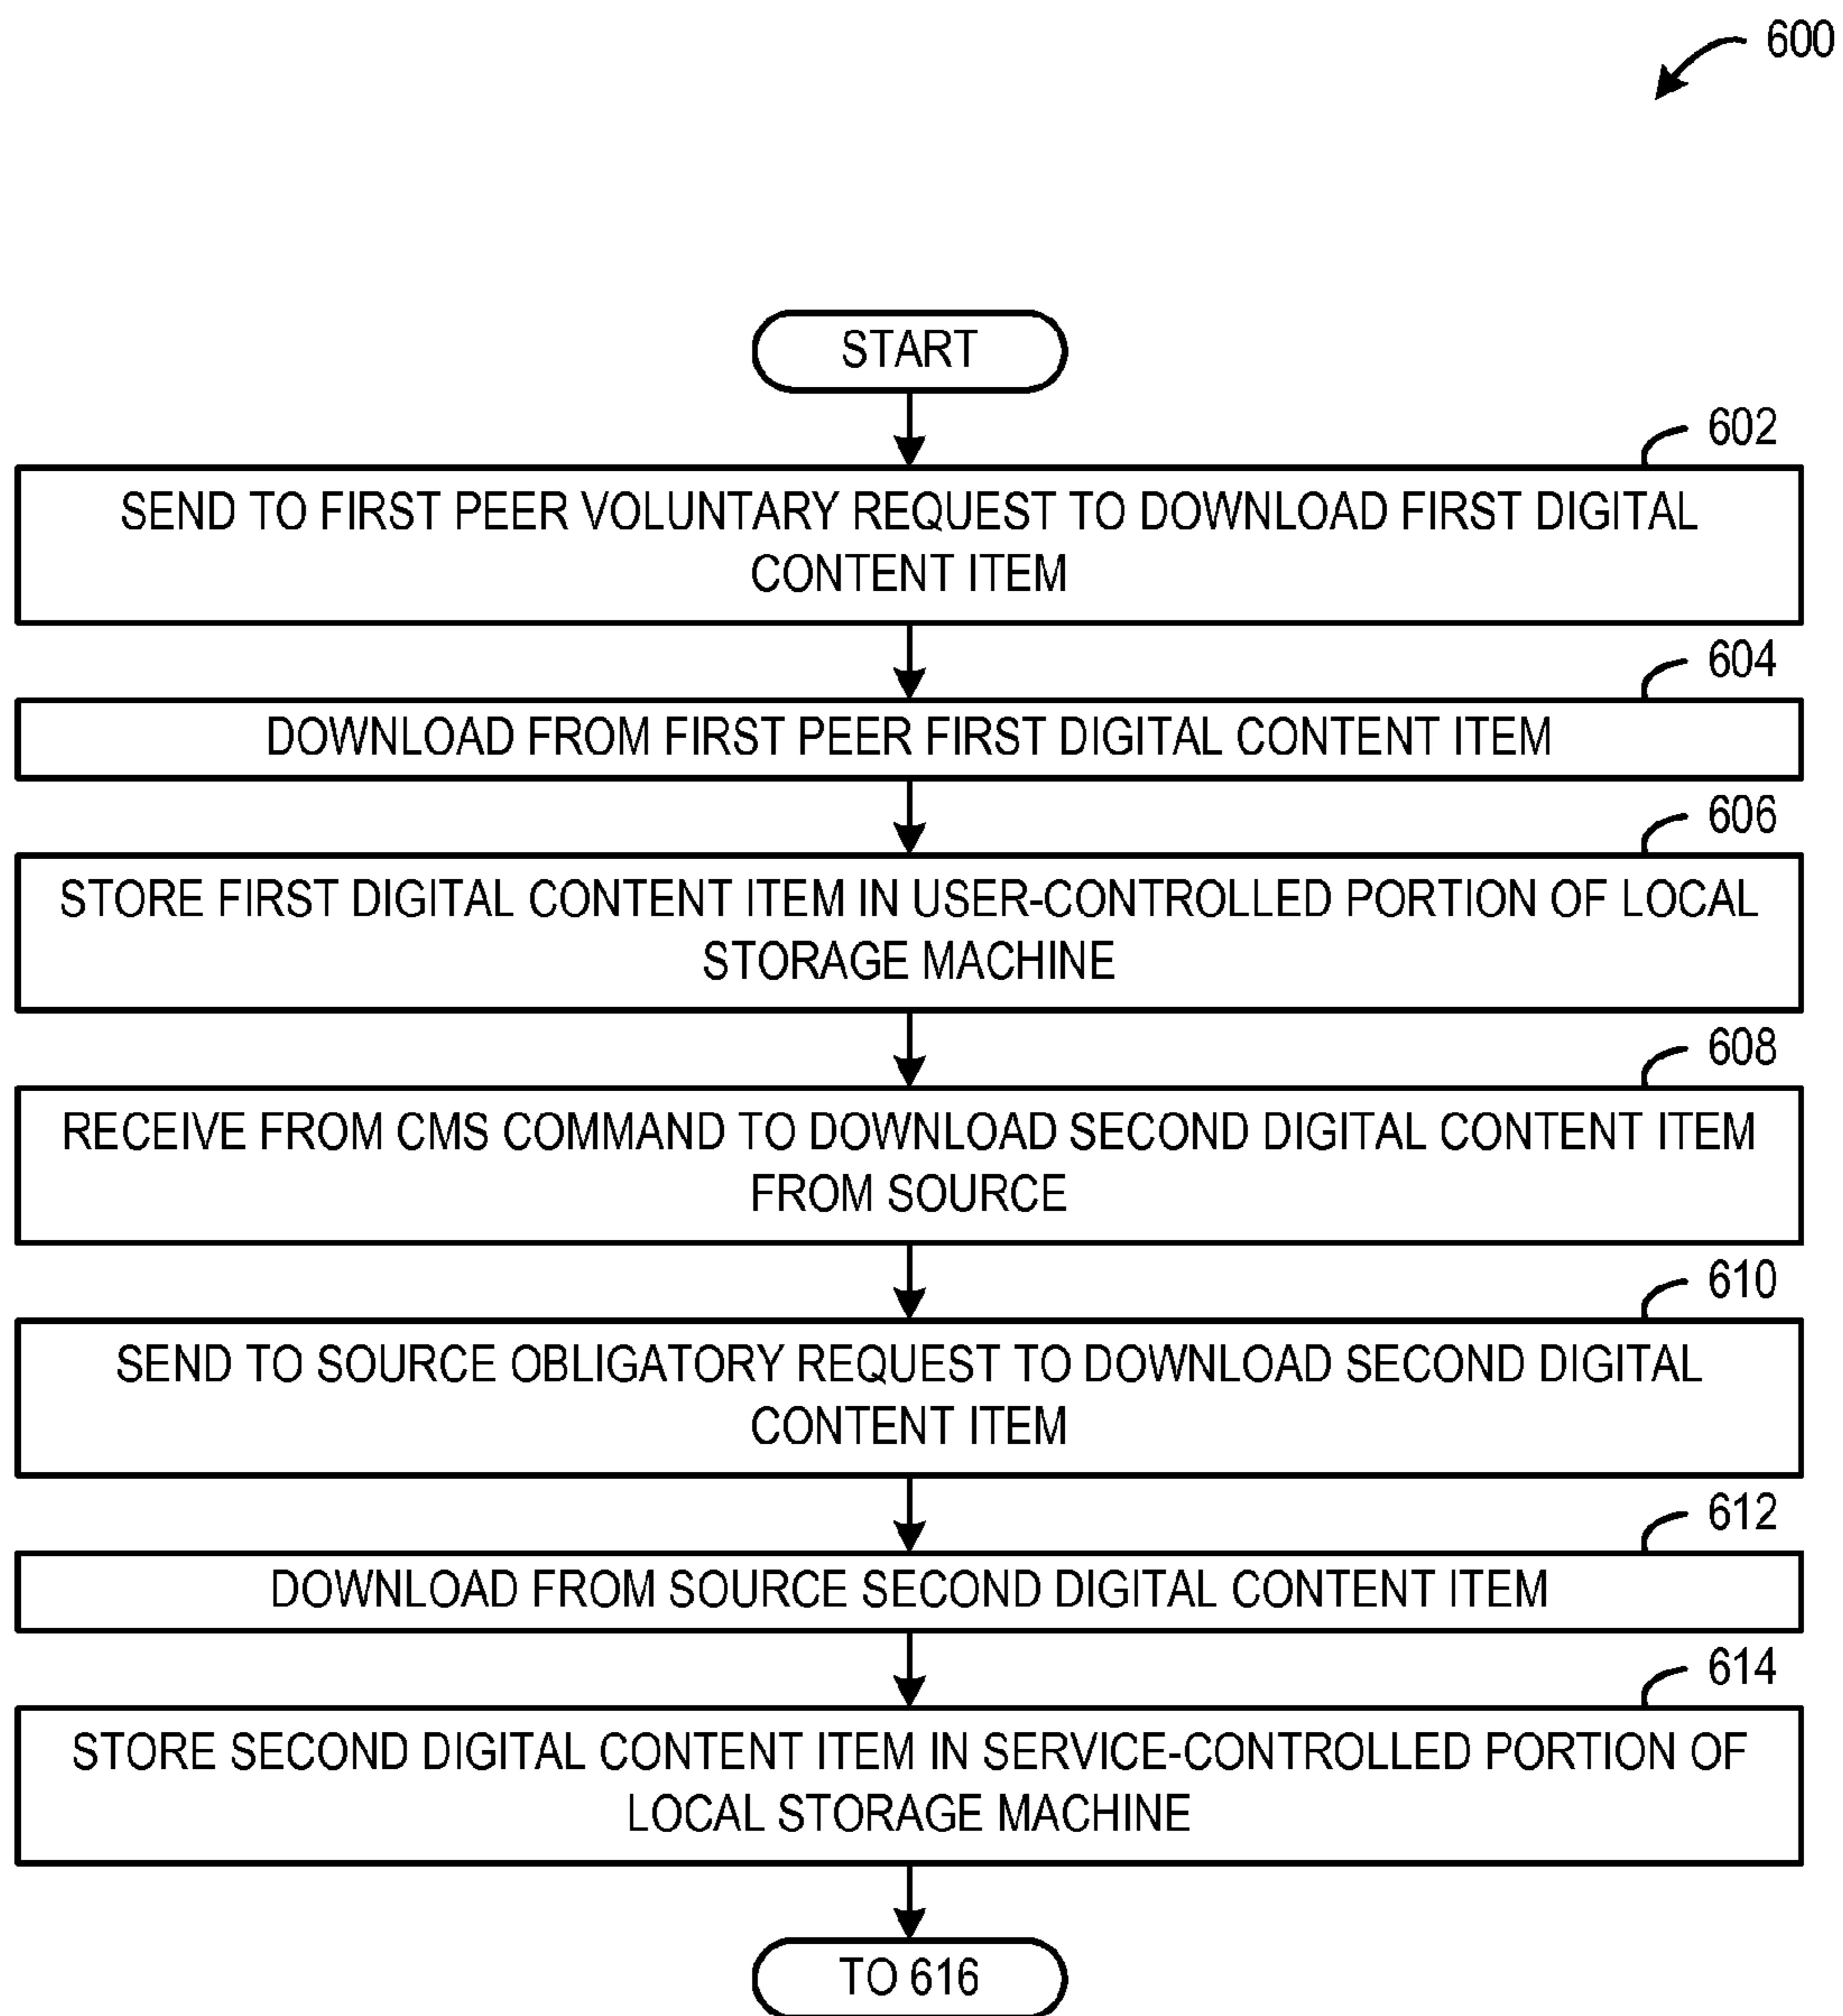 600
START
602
SEND TO FIRST PEER VOLUNTARY REQUEST TO DOWNLOAD FIRST DIGITAL
CONTENT ITEM
604
DOWNLOAD FROM FIRST PEER FIRST DIGITAL CONTENT ITEM
606
STORE FIRST DIGITAL CONTENT ITEM IN USER-CONTROLLED PORTION OF LOCAL
STORAGE MACHINE
608
RECEIVE FROM CMS COMMAND TO DOWNLOAD SECOND DIGITAL CONTENT ITEM
FROM SOURCE
610
SEND TO SOURCE OBLIGATORY REQUEST TO DOWNLOAD SECOND DIGITAL
CONTENT ITEM
612
DOWNLOAD FROM SOURCE SECOND DIGITAL CONTENT ITEM
614
STORE SECOND DIGITAL CONTENT ITEM IN SERVICE-CONTROLLED PORTION OF
LOCAL STORAGE MACHINE
TO 616